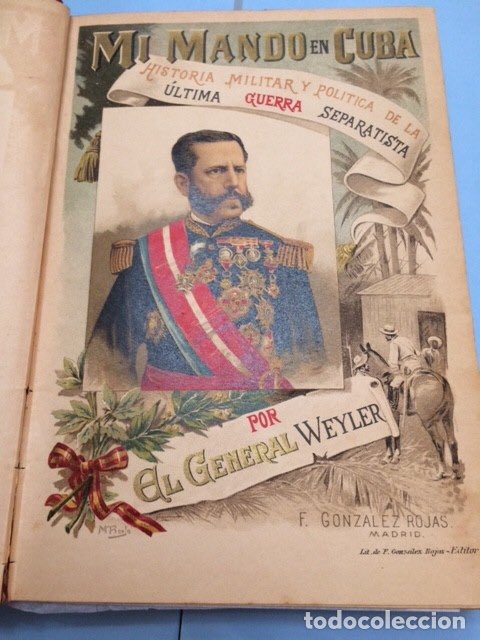 MI MANDO EN CUBA
HISTORIA MILITAR Y POLITICA DE LA
ÚLTIMA GUERRA SEPARATISTA
POR
EL GENERAL WEYLER
F. GONZALEZ ROJAS.
MADRID.
Lit. de F. González Rojas-Editor
todocoleccion